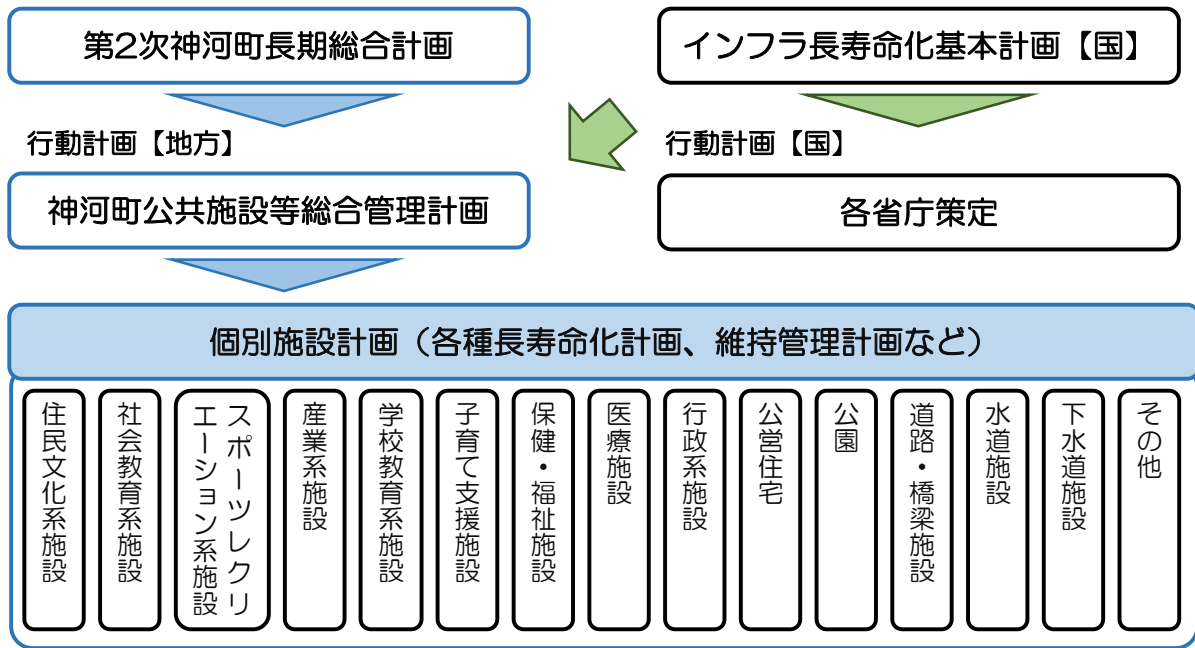 第2次神河町長期総合計画
インフラ長寿命化基本計画【国】
行動計画【地方】
行動計画【国】
神河町公共施設等総合管理計画
各省庁策定
個別施設計画（各種長寿命化計画、維持管理計画など）
住民文化系施設
社会教育系施設
スポーツレクリ
エーション系施設
産業系施設
学校教育系施設
子育て支援施設
保健・福祉施設
医療施設
行政系施設
公営住宅
公園
道路・橋梁施設
水道施設
下水道施設
その他